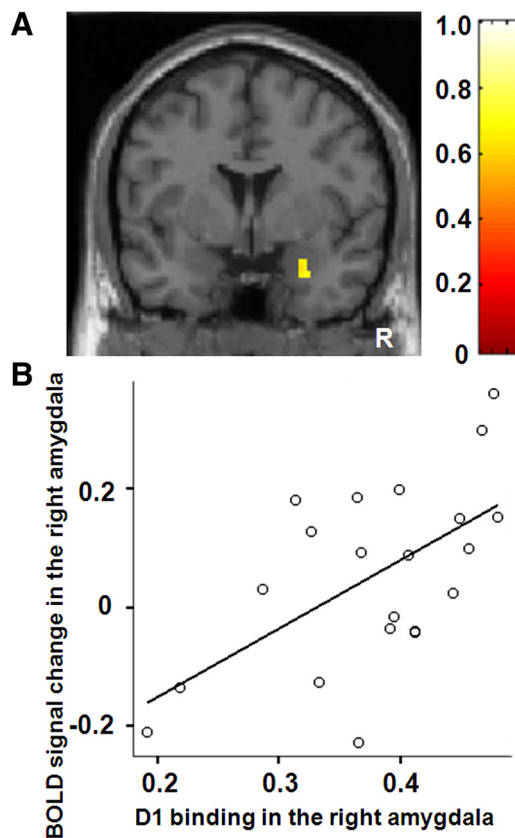 A
1.0
0.8
0.6
0.4
0.2
0
R
B
BOLD signal change in the right amygdala
0.2
0
-0.2
0.2 0.3 0.4
D1 binding in the right amygdala